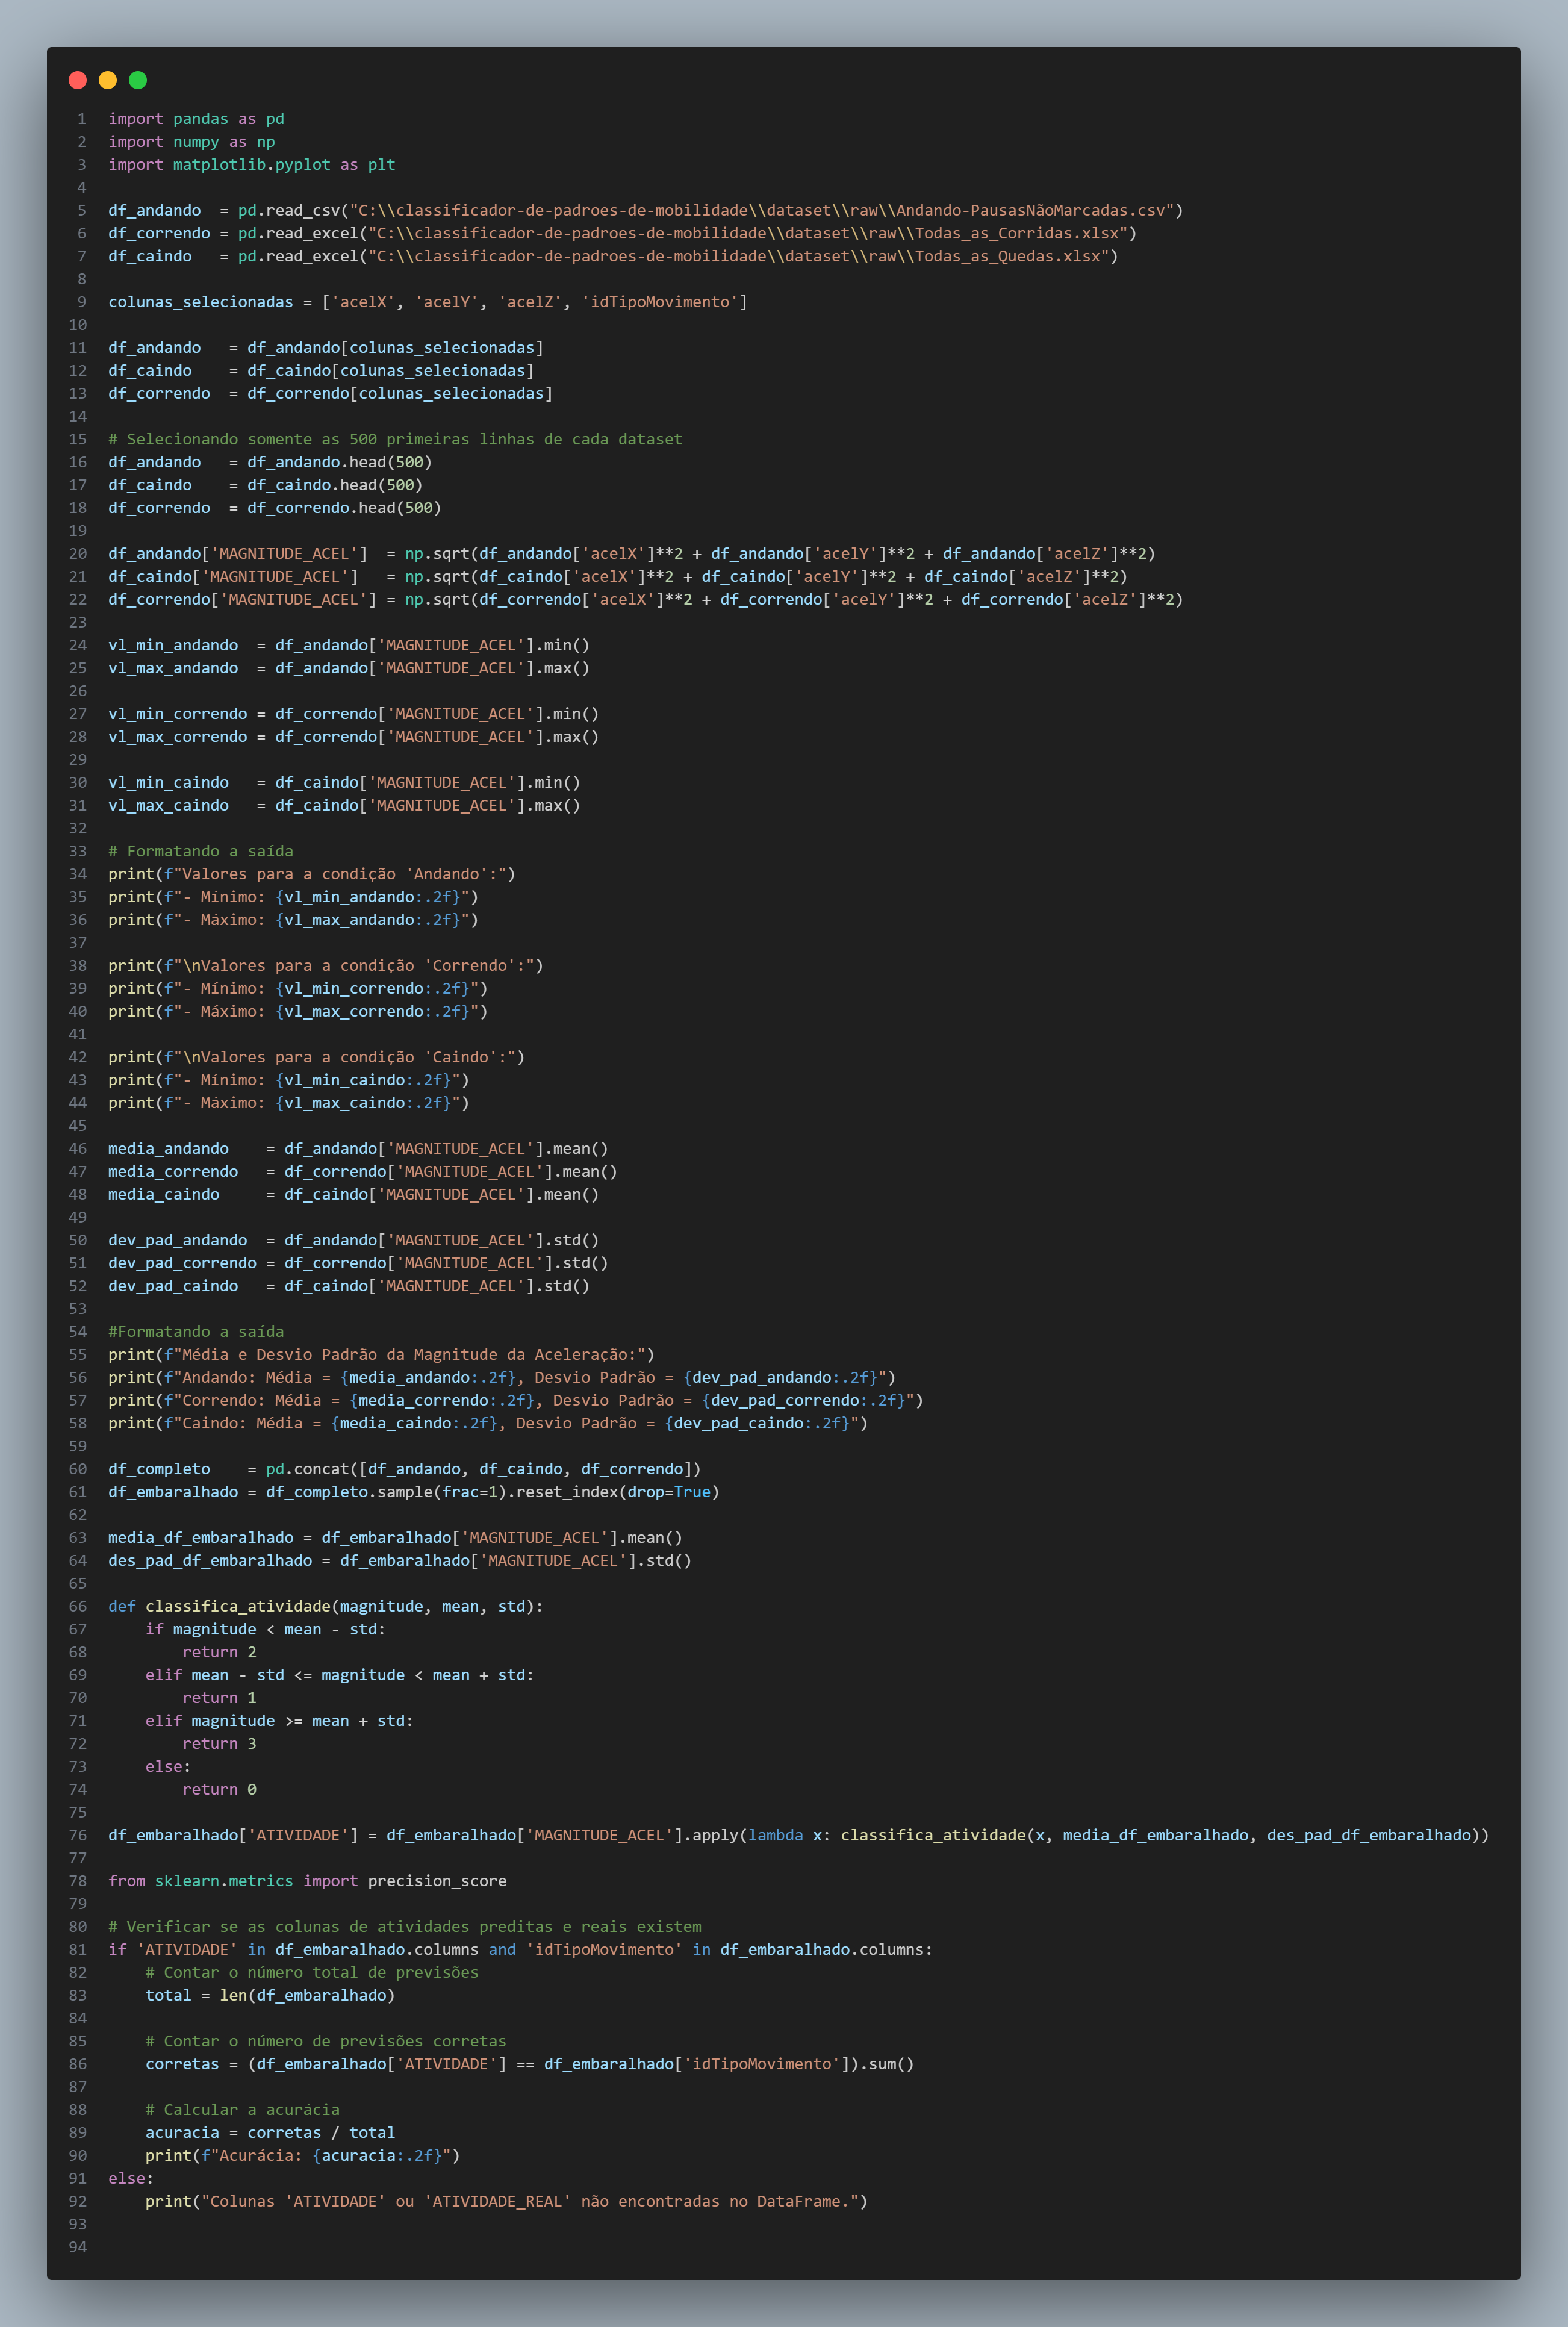 1 import pandas as pd
2 import numpy as np
3 import matplotlib.pyplot as plt
4
5 df_andando  = pd.read_csv("C:\\classificador-de-padroes-de-mobilidade\\dataset\\raw\\Andando-PausasNãoMarcadas.csv")
6 df_correndo = pd.read_excel("C:\\classificador-de-padroes-de-mobilidade\\dataset\\raw\\Todas_as_Corridas.xlsx")
7 df_caindo   = pd.read_excel("C:\\classificador-de-padroes-de-mobilidade\\dataset\\raw\\Todas_as_Quedas.xlsx")
8
9 colunas_selecionadas = ['acelX', 'acelY', 'acelZ', 'idTipoMovimento']
10
11 df_andando   = df_andando[colunas_selecionadas]
12 df_caindo    = df_caindo[colunas_selecionadas]
13 df_correndo  = df_correndo[colunas_selecionadas]
14
15 # Selecionando somente as 500 primeiras linhas de cada dataset
16 df_andando   = df_andando.head(500)
17 df_caindo    = df_caindo.head(500)
18 df_correndo  = df_correndo.head(500)
19
20 df_andando['MAGNITUDE_ACEL']  = np.sqrt(df_andando['acelX']**2 + df_andando['acelY']**2 + df_andando['acelZ']**2)
21 df_caindo['MAGNITUDE_ACEL']   = np.sqrt(df_caindo['acelX']**2 + df_caindo['acelY']**2 + df_caindo['acelZ']**2)
22 df_correndo['MAGNITUDE_ACEL'] = np.sqrt(df_correndo['acelX']**2 + df_correndo['acelY']**2 + df_correndo['acelZ']**2)
23
24 vl_min_andando  = df_andando['MAGNITUDE_ACEL'].min()
25 vl_max_andando  = df_andando['MAGNITUDE_ACEL'].max()
26
27 vl_min_correndo = df_correndo['MAGNITUDE_ACEL'].min()
28 vl_max_correndo = df_correndo['MAGNITUDE_ACEL'].max()
29
30 vl_min_caindo   = df_caindo['MAGNITUDE_ACEL'].min()
31 vl_max_caindo   = df_caindo['MAGNITUDE_ACEL'].max()
32
33 # Formatando a saída
34 print(f"Valores para a condição 'Andando':")
35 print(f"- Mínimo: {vl_min_andando:.2f}")
36 print(f"- Máximo: {vl_max_andando:.2f}")
37
38 print(f"\nValores para a condição 'Correndo':")
39 print(f"- Mínimo: {vl_min_correndo:.2f}")
40 print(f"- Máximo: {vl_max_correndo:.2f}")
41
42 print(f"\nValores para a condição 'Caindo':")
43 print(f"- Mínimo: {vl_min_caindo:.2f}")
44 print(f"- Máximo: {vl_max_caindo:.2f}")
45
46 media_andando    = df_andando['MAGNITUDE_ACEL'].mean()
47 media_correndo   = df_correndo['MAGNITUDE_ACEL'].mean()
48 media_caindo     = df_caindo['MAGNITUDE_ACEL'].mean()
49
50 dev_pad_andando  = df_andando['MAGNITUDE_ACEL'].std()
51 dev_pad_correndo = df_correndo['MAGNITUDE_ACEL'].std()
52 dev_pad_caindo   = df_caindo['MAGNITUDE_ACEL'].std()
53
54 #Formatando a saída
55 print(f"Média e Desvio Padrão da Magnitude da Aceleração:")
56 print(f"Andando: Média = {media_andando:.2f}, Desvio Padrão = {dev_pad_andando:.2f}")
57 print(f"Correndo: Média = {media_correndo:.2f}, Desvio Padrão = {dev_pad_correndo:.2f}")
58 print(f"Caindo: Média = {media_caindo:.2f}, Desvio Padrão = {dev_pad_caindo:.2f}")
59
60 df_completo    = pd.concat([df_andando, df_caindo, df_correndo])
61 df_embaralhado = df_completo.sample(frac=1).reset_index(drop=True)
62
63 media_df_embaralhado = df_embaralhado['MAGNITUDE_ACEL'].mean()
64 des_pad_df_embaralhado = df_embaralhado['MAGNITUDE_ACEL'].std()
65
66 def classifica_atividade(magnitude, mean, std):
67     if magnitude < mean - std:
68         return 2
69     elif mean - std <= magnitude < mean + std:
70         return 1
71     elif magnitude >= mean + std:
72         return 3
73     else:
74         return 0
75
76 df_embaralhado['ATIVIDADE'] = df_embaralhado['MAGNITUDE_ACEL'].apply(lambda x: classifica_atividade(x, media_df_embaralhado, des_pad_df_embaralhado))
77
78 from sklearn.metrics import precision_score
79
80 # Verificar se as colunas de atividades preditas e reais existem
81 if 'ATIVIDADE' in df_embaralhado.columns and 'idTipoMovimento' in df_embaralhado.columns:
82     # Contar o número total de previsões
83     total = len(df_embaralhado)
84
85     # Contar o número de previsões corretas
86     corretas = (df_embaralhado['ATIVIDADE'] == df_embaralhado['idTipoMovimento']).sum()
87
88     # Calcular a acurácia
89     acuracia = corretas / total
90     print(f"Acurácia: {acuracia:.2f}")
91 else:
92     print("Colunas 'ATIVIDADE' ou 'ATIVIDADE_REAL' não encontradas no DataFrame.")
93
94